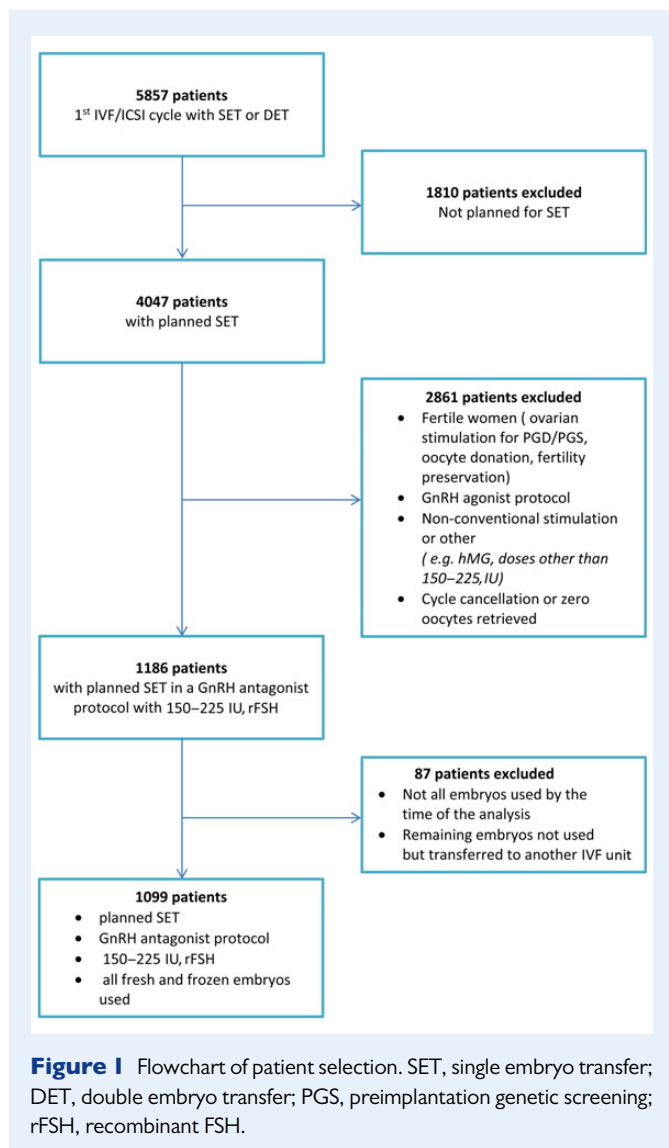 5857 patients
1st IVF/ICSI cycle with SET or DET
1810 patients excluded
Not planned for SET
4047 patients
with planned SET
2861 patients excluded
• Fertile women ( ovarian
stimulation for PGD/PGS,
oocyte donation, fertility
preservation)
• GnRH agonist protocol
• Non-conventional stimulation
or other
( e.g. hMG, doses other than
150–225,IU)
• Cycle cancellation or zero
oocytes retrieved
1186 patients
with planned SET in a GnRH antagonist
protocol with 150–225 IU, rFSH
87 patients excluded
• Not all embryos used by the
time of the analysis
• Remaining embryos not used
but transferred to another IVF unit
1099 patients
• planned SET
• GnRH antagonist protocol
• 150–225 IU, rFSH
• all fresh and frozen embryos
used
Figure 1 Flowchart of patient selection. SET, single embryo transfer;
DET, double embryo transfer; PGS, preimplantation genetic screening;
rFSH, recombinant FSH.